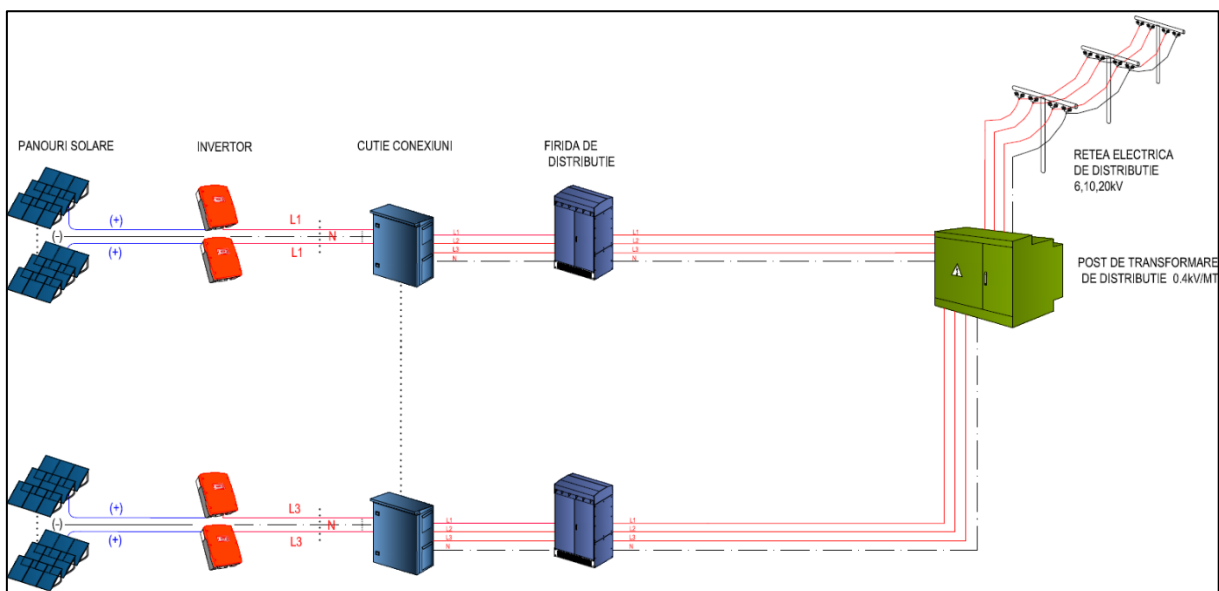 PANOURI SOLARE
INVERTOR
CUTIE CONEXIUNI
FIRIDA DE
DISTRIBUTIE
RETEA ELECTRICA
DE DISTRIBUTIE
6,10,20kV
POST DE TRANSFORMARE
DE DISTRIBUTIE 0.4kV/MT
(+)
(-)
(+)
L1
N
L1
L1
L2
L3
N
L1
L2
L3
N
(+)
(-)
(+)
L3
N
L3
L1
L2
L3
N
L1
L2
L3
N